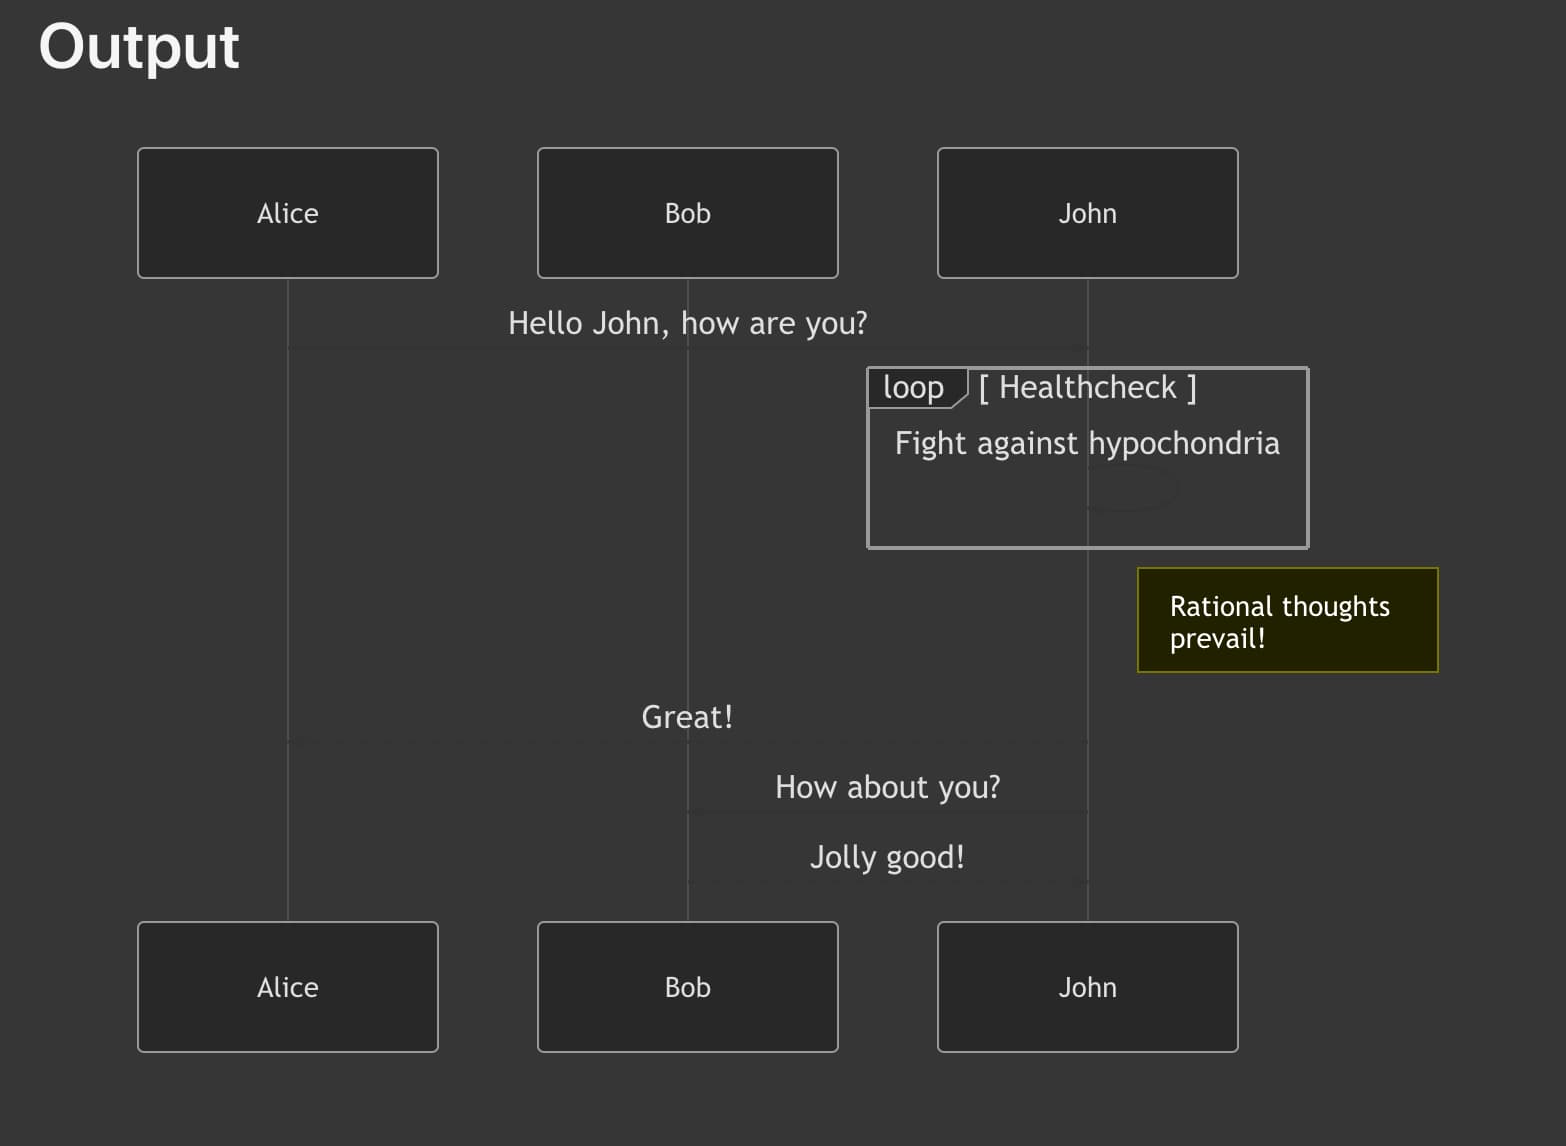 Output
Alice
Bob
John
Hello John, how are you?
loop [ Healthcheck ]
Fight against hypochondria
Rational thoughts
prevail!
Great!
How about you?
Jolly good!
Alice
Bob
John